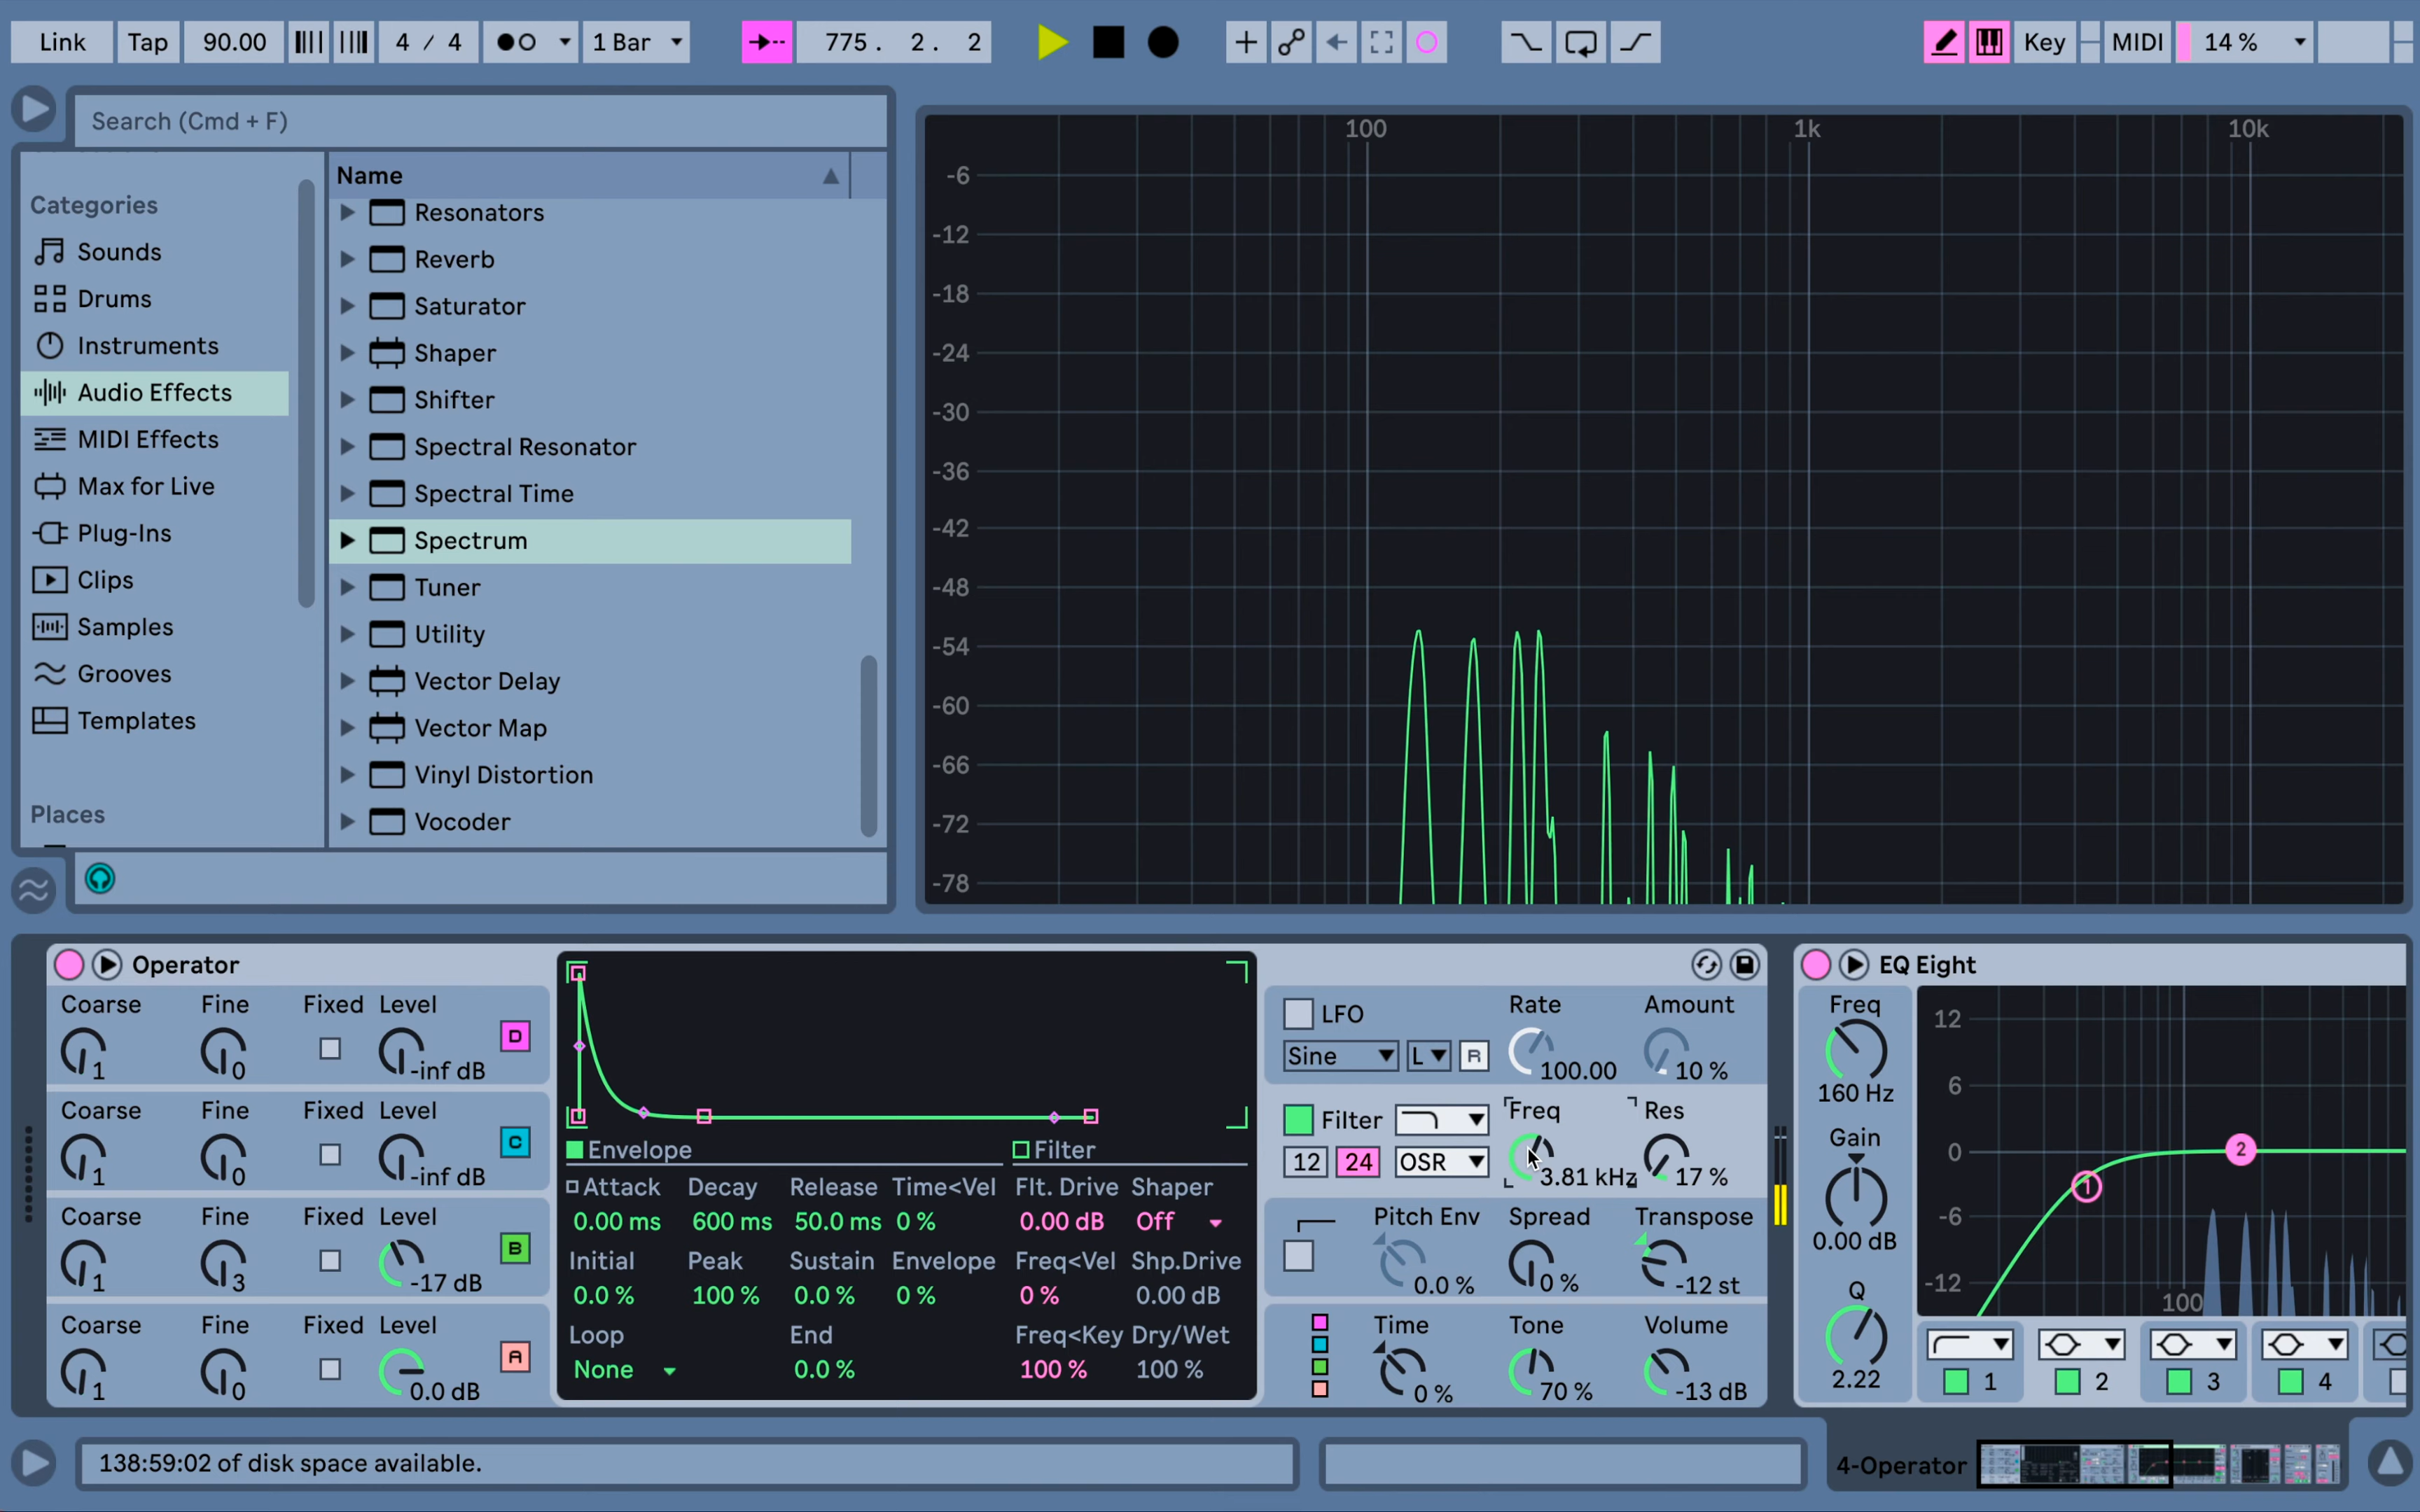 Link Tap 90.00 4 / 4 1 Bar 775. 2. 2 Key MIDI 14 %
Search (Cmd + F)
Categories
Sounds
Drums
Instruments
Audio Effects
MIDI Effects
Max for Live
Plug-Ins
Clips
Samples
Grooves
Templates
Places
Name
Resonators
Reverb
Saturator
Shaper
Shifter
Spectral Resonator
Spectral Time
Spectrum
Tuner
Utility
Vector Delay
Vector Map
Vinyl Distortion
Vocoder
100 1k 10k
-6
-12
-18
-24
-30
-36
-42
-48
-54
-60
-66
-72
-78
Operator
Coarse Fine Fixed Level
1 0 -inf dB D
Coarse Fine Fixed Level
1 0 -inf dB C
Coarse Fine Fixed Level
1 3 -17 dB B
Coarse Fine Fixed Level
1 0 0.0 dB A
Envelope Filter
Attack Decay Release Time<Vel Flt. Drive Shaper
0.00 ms 600 ms 50.0 ms 0 % 0.00 dB Off
Initial Peak Sustain Envelope Freq<Vel Shp.Drive
0.0 % 100 % 0.0 % 0 % 0 % 0.00 dB
Loop End Freq<Key Dry/Wet
None 0.0 % 100 % 100 %
LFO Rate Amount
Sine L R 100.00 10 %
Filter Freq Res
12 24 OSR 3.81 kHz 17 %
Pitch Env Spread Transpose
0.0 % 0 % -12 st
Time Tone Volume
0 % 70 % -13 dB
EQ Eight
Freq
160 Hz
Gain
0.00 dB
Q
2.22
12
6
0
-6
-12
100
1
2
1 2 3 4
138:59:02 of disk space available.
4-Operator